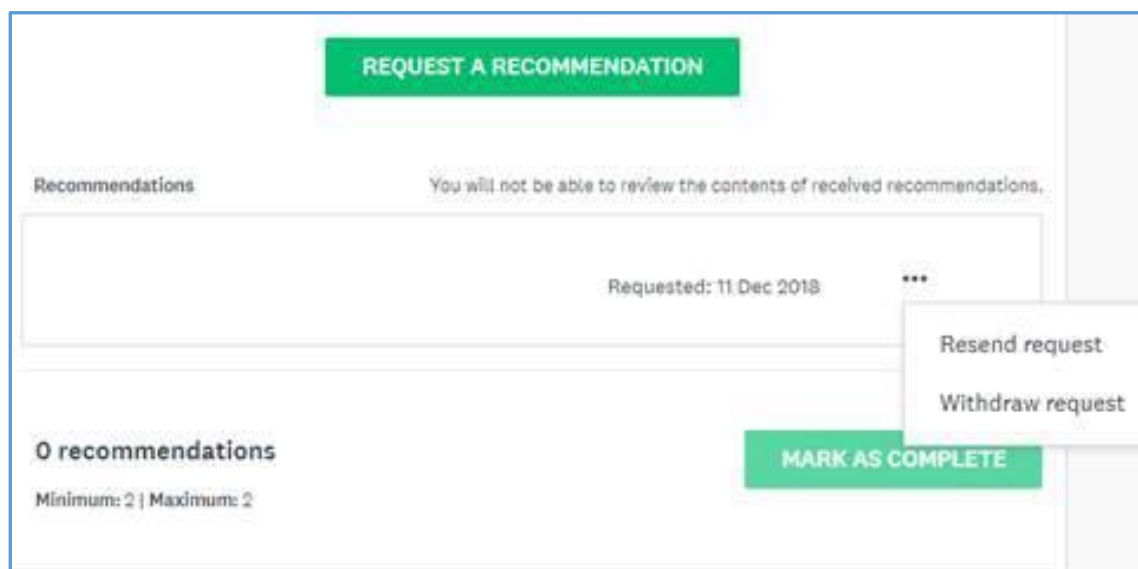 REQUEST A RECOMMENDATION
Recommendations
You will not be able to review the contents of received recommendations.
Requested: 11 Dec 2018
•••
Resend request
Withdraw request
0 recommendations
MARK AS COMPLETE
Minimum: 2 | Maximum: 2